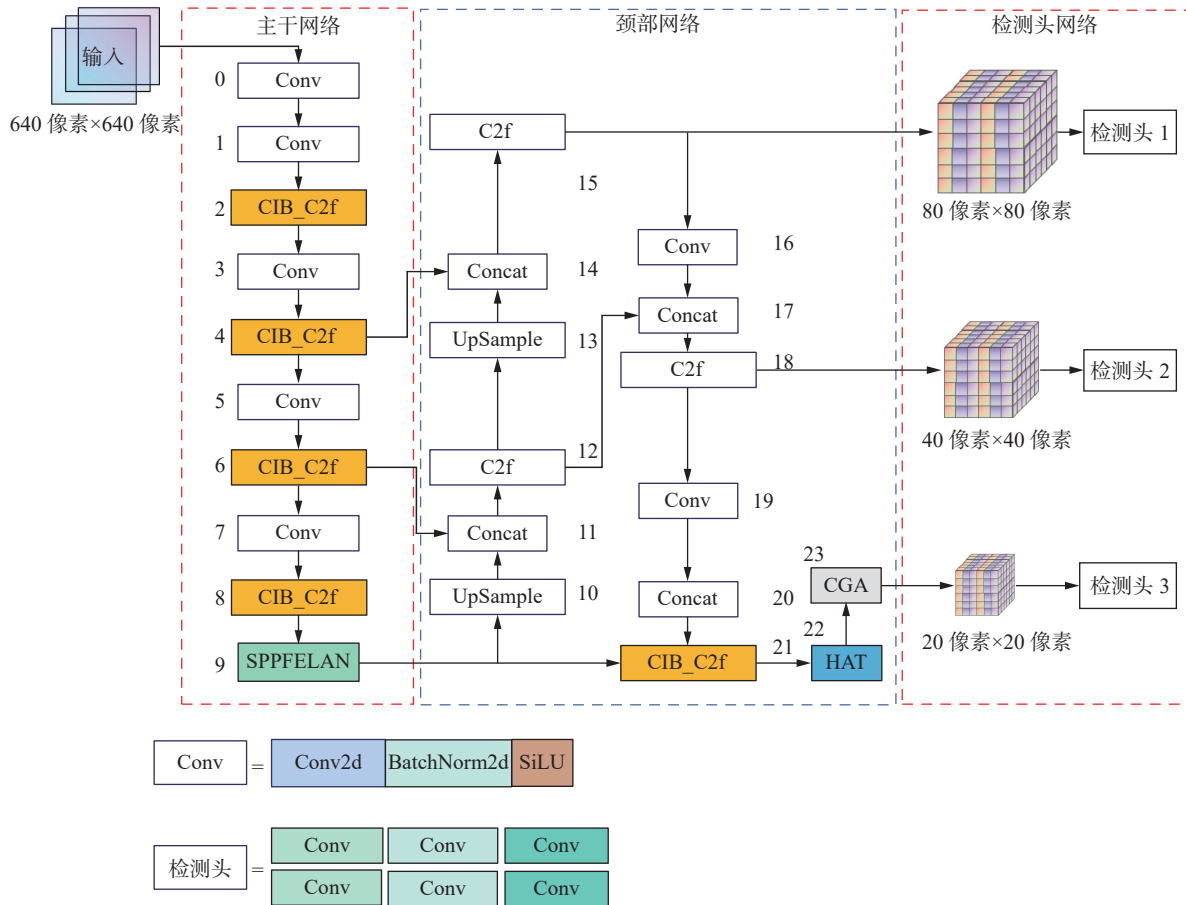 主干网络
颈部网络
检测头网络
输入
640 像素×640 像素
0
Conv
1
Conv
2
CIB_C2f
3
Conv
4
CIB_C2f
5
Conv
6
CIB_C2f
7
Conv
8
CIB_C2f
9
SPPFELAN
C2f
15
Concat
14
UpSample
13
C2f
12
Concat
11
UpSample
10
Conv
16
Concat
17
C2f
18
Conv
19
Concat
20
CIB_C2f
21
HAT
22
CGA
23
80 像素×80 像素
检测头 1
40 像素×40 像素
检测头 2
20 像素×20 像素
检测头 3
Conv = Conv2d BatchNorm2d SiLU
检测头 = Conv Conv Conv
Conv Conv Conv